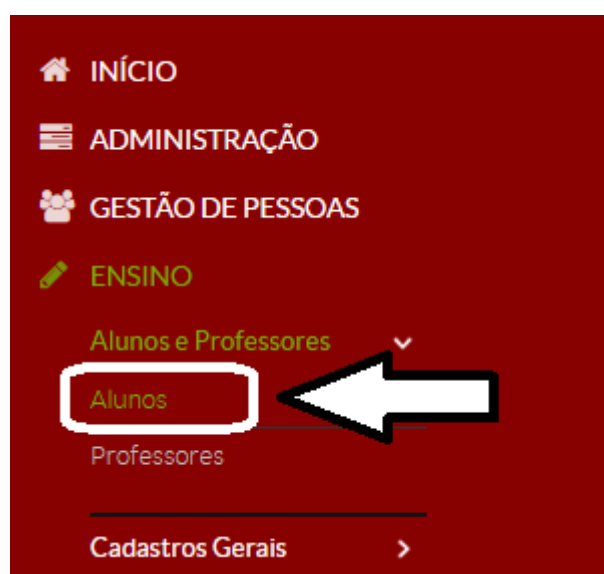 INÍCIO
ADMINISTRAÇÃO
GESTÃO DE PESSOAS
ENSINO
Alunos e Professores
Alunos
Professores
Cadastros Gerais